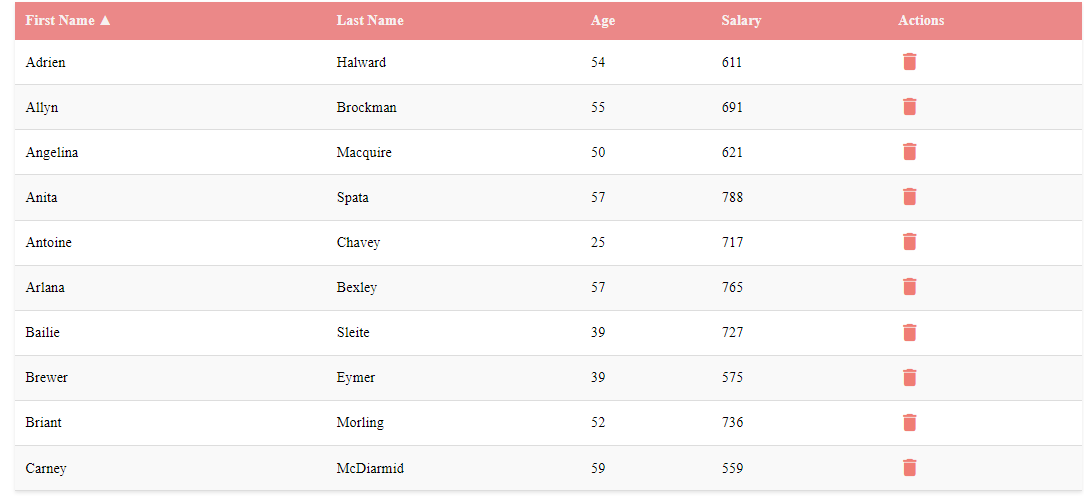 First Name ▲ Last Name Age Salary Actions
Adrien Halward 54 611
Allyn Brockman 55 691
Angelina Macquire 50 621
Anita Spata 57 788
Antoine Chavey 25 717
Arlana Bexley 57 765
Bailie Sleite 39 727
Brewer Eymer 39 575
Briant Morling 52 736
Carney McDiarmid 59 559